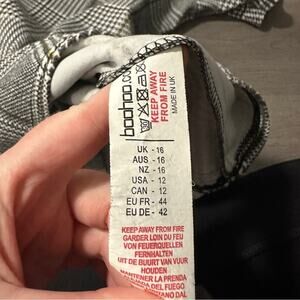 boohoo.co
KEEP AWAY
FROM FIRE
MADE IN UK
UK - 16
AUS - 16
NZ - 16
USA - 12
CAN - 12
EU FR - 44
EU DE - 42
KEEP AWAY FROM FIRE
GARDER LOIN DU FEU
VON FEUERQUELLEN
FERNHALTEN
UIT DE BUURT VAN VUUR
HOUDEN
MANTENER LA PRENDA
DEL FUEGO